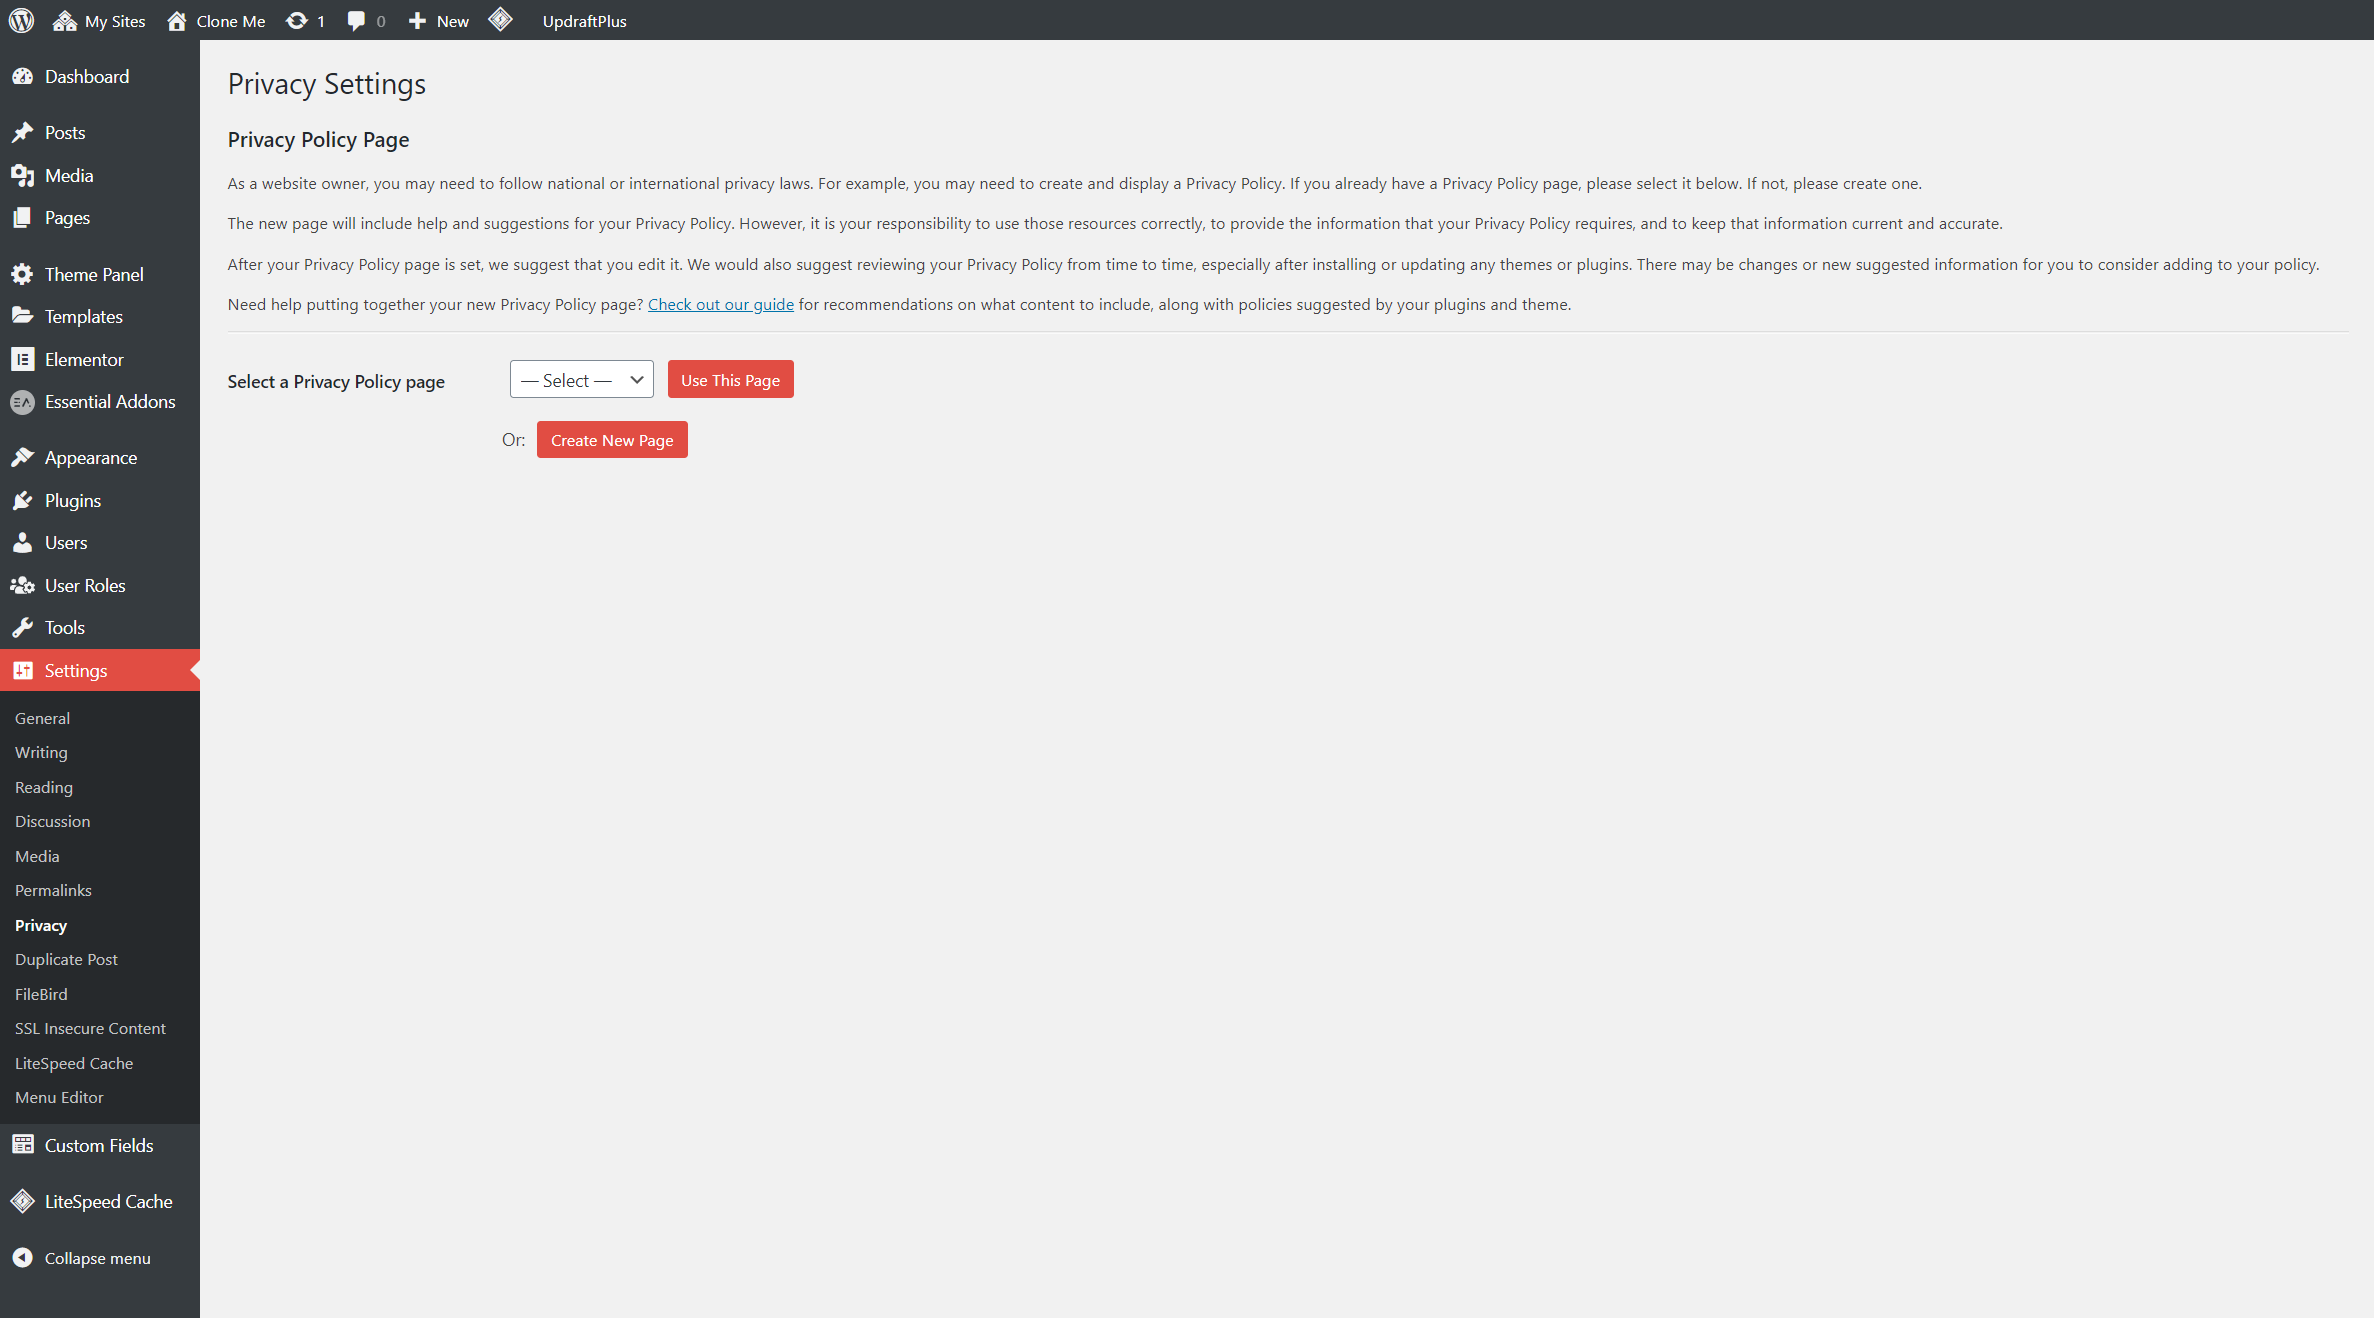 My Sites Clone Me 1 0 New UpdraftPlus
Dashboard
Posts
Media
Pages
Theme Panel
Templates
Elementor
Essential Addons
Appearance
Plugins
Users
User Roles
Tools
Settings
General
Writing
Reading
Discussion
Media
Permalinks
Privacy
Duplicate Post
FileBird
SSL Insecure Content
LiteSpeed Cache
Menu Editor
Custom Fields
LiteSpeed Cache
Collapse menu
Privacy Settings
Privacy Policy Page
As a website owner, you may need to follow national or international privacy laws. For example, you may need to create and display a Privacy Policy. If you already have a Privacy Policy page, please select it below. If not, please create one.
The new page will include help and suggestions for your Privacy Policy. However, it is your responsibility to use those resources correctly, to provide the information that your Privacy Policy requires, and to keep that information current and accurate.
After your Privacy Policy page is set, we suggest that you edit it. We would also suggest reviewing your Privacy Policy from time to time, especially after installing or updating any themes or plugins. There may be changes or new suggested information for you to consider adding to your policy.
Need help putting together your new Privacy Policy page? Check out our guide for recommendations on what content to include, along with policies suggested by your plugins and theme.
Select a Privacy Policy page — Select — Use This Page
Or: Create New Page